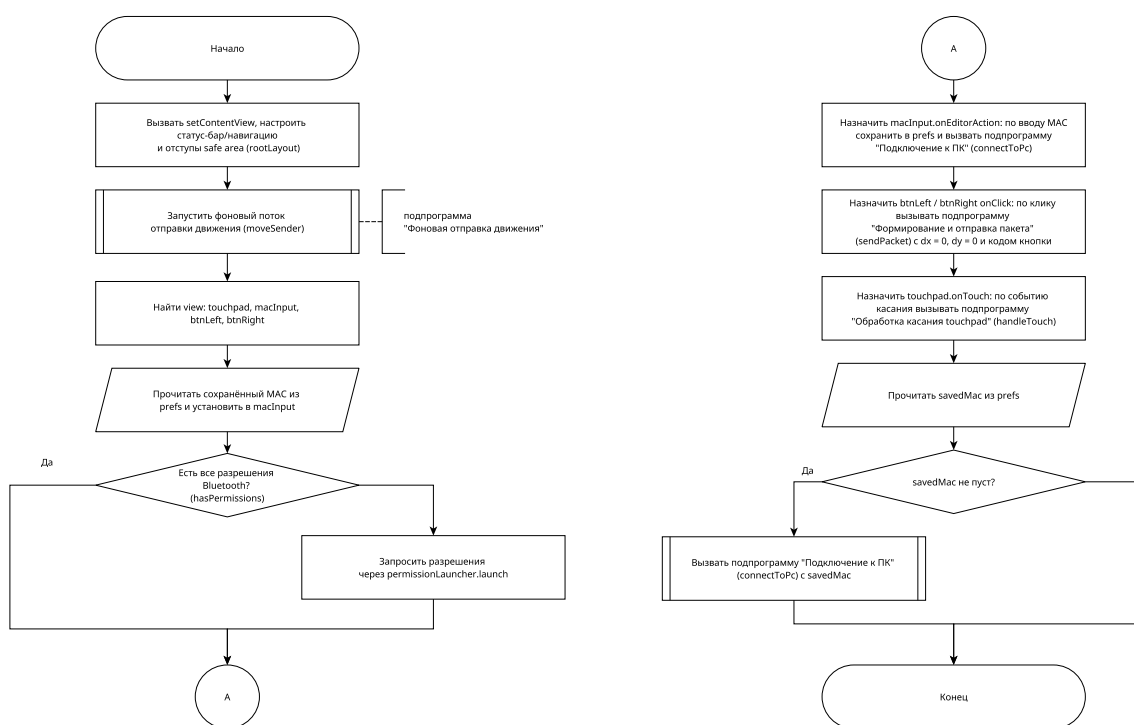 Начало
Вызвать setContentView, настроить
статус-бар/навигацию
и отступы safe area (rootLayout)
Запустить фоновый поток
отправки движения (moveSender)
подпрограмма
"Фоновая отправка движения"
Найти view: touchpad, macInput,
btnLeft, btnRight
Прочитать сохранённый MAC из
prefs и установить в macInput
Да
Есть все разрешения
Bluetooth?
(hasPermissions)
Запросить разрешения
через permissionLauncher.launch
A
A
Назначить macInput.onEditorAction: по вводу MAC
сохранить в prefs и вызвать подпрограмму
"Подключение к ПК" (connectToPc)
Назначить btnLeft / btnRight onClick: по клику
вызывать подпрограмму
"Формирование и отправка пакета"
(sendPacket) с dx = 0, dy = 0 и кодом кнопки
Назначить touchpad.onTouch: по событию
касания вызывать подпрограмму
"Обработка касания touchpad" (handleTouch)
Прочитать savedMac из prefs
Да
savedMac не пуст?
Вызвать подпрограмму "Подключение к ПК"
(connectToPc) с savedMac
Конец